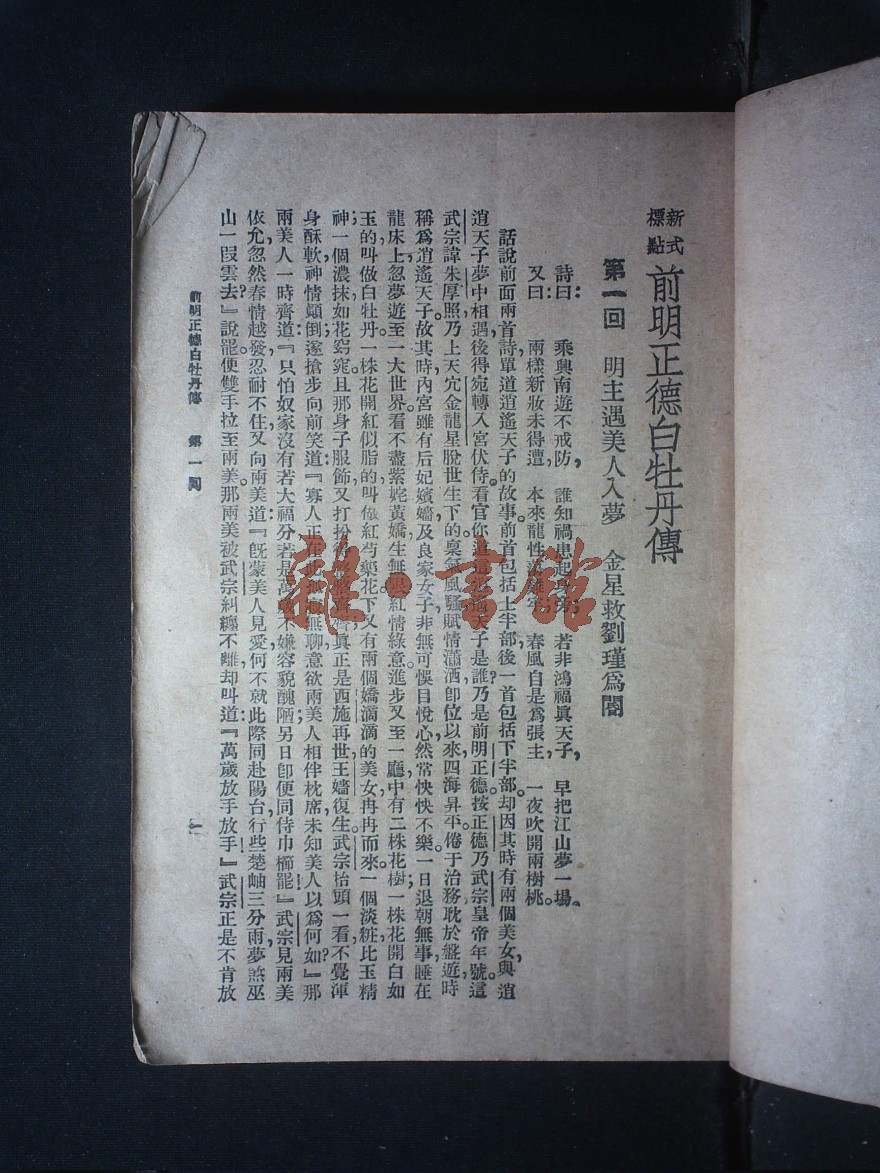 新式標點 前明正德白牡丹傳
第一回 明主遇美人入夢 金星救劉瑾爲閹
詩曰：乘興南遊不戒防，誰知禍患起 若非鴻福眞天子，早把江山夢一場。
又曰：兩樣新妝未得遭，本來龍性 春風自是爲張主，一夜吹開兩樹桃。
話說前面兩首詩，單道逍遙天子的故事。前首包括上半部，後一首包括下半部。却因其時有兩個美女，與逍
遙天子夢中相遇，後得宛轉入宮伏侍。看官，你道這逍遙天子是誰？乃是前明正德。按正德乃武宗皇帝年號。這
武宗諱朱厚照，乃上天穴金龍星脫世生下的，稟氣風騷，賦情瀟洒，卽位以來，四海昇平，倦于治務，耽於盤遊，時
稱爲逍遙天子。故其時內宮雖有后妃嬪嬙及良家女子，非無可悞目悅心，然常怏怏不樂。一日退朝無事，睡在
龍床上，忽夢遊至一大世界。看不盡紫姹黃嬌，生無 紅情綠意。進步又至一廳，中有二株花樹；一株花開白如
玉的，叫做白牡丹。一株花開紅似脂的，叫做紅芍藥。花下又有兩個嬌滴滴的美女，冉冉而來。一個淡粧比玉精
神；一個濃抹如花窈窕。且那身子服飾，又打扮得 齊齊，眞正是西施再世，王嬙復生。武宗抬頭一看，不覺渾
身酥軟，神情顚倒；遂搶步向前笑道：『寡人正在此 無聊，意欲兩美人相伴枕席，未知美人以爲何如？』那
兩美人一時齊道：『只怕奴家沒有若大福分，若是萬歲不嫌容貌醜陋，另日卽便同侍巾櫛罷。』武宗見兩美
依允，忽然春情越發忍耐不住，又向兩美道：『旣蒙美人見愛，何不就此際同赴陽台，行些楚岫三分雨，夢煞巫
山一叚雲去？』說罷，便雙手拉至兩美。那兩美被武宗糾纏不離，却叫道：『萬歲放手放手！』武宗正是不肯放
前明正德白牡丹傳 第一囘 一
雜·書館